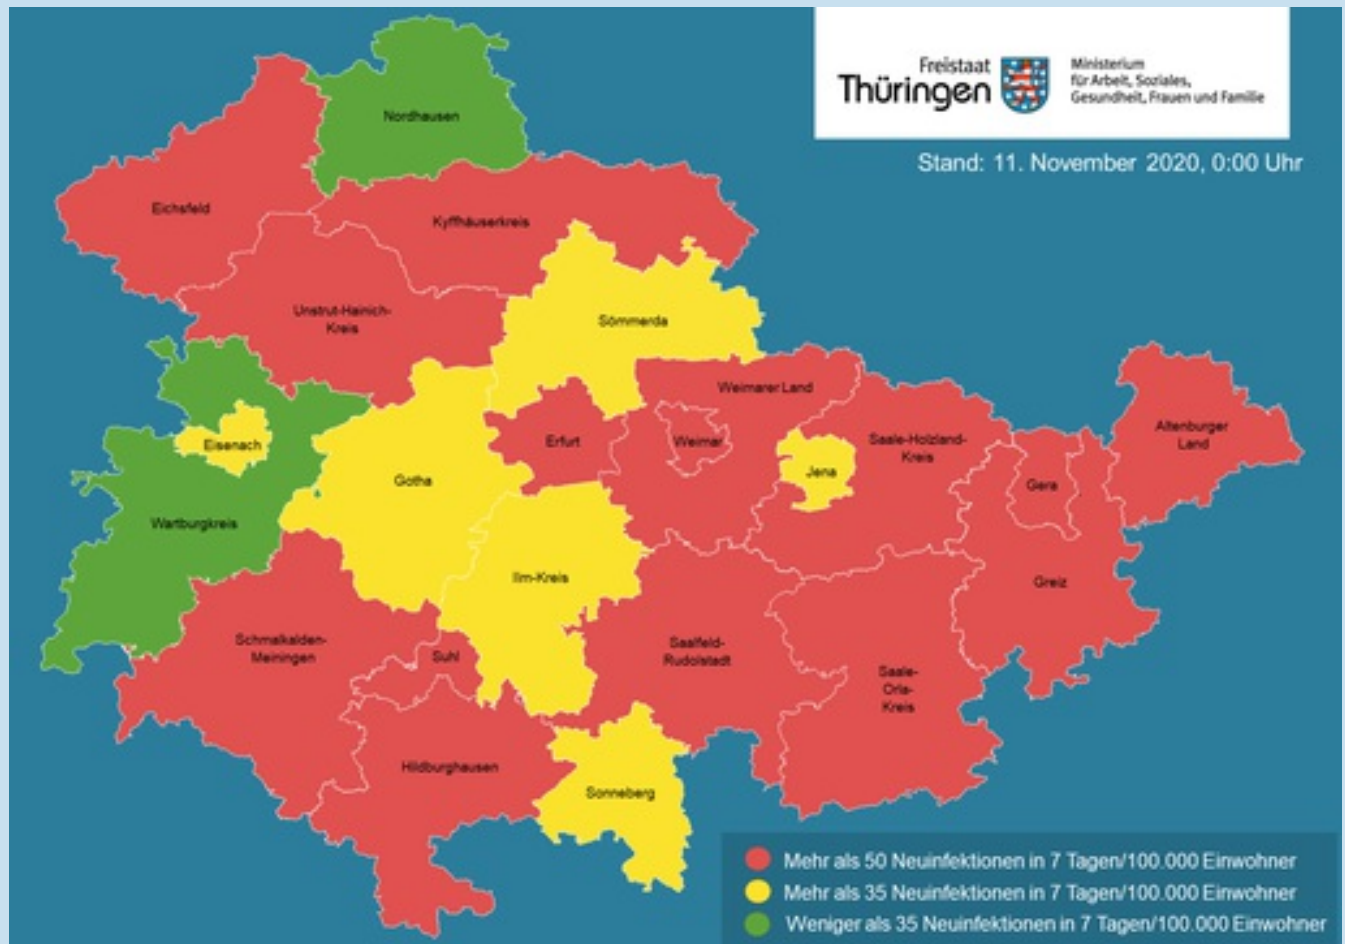 Freistaat
Thüringen
Ministerium
für Arbeit, Soziales,
Gesundheit, Frauen und Familie
Stand: 11. November 2020, 0:00 Uhr
Nordhausen
Eichsfeld
Kyffhäuserkreis
Unstrut-Hainich-
Kreis
Sömmerda
Weimarer Land
Eisenach
Erfurt
Weimar
Saale-Holzland-
Kreis
Altenburger
Land
Jena
Gotha
Gera
Wartburgkreis
Ilm-Kreis
Greiz
Schmalkalden-
Meiningen
Suhl
Saalfeld-
Rudolstadt
Saale-
Orla-
Kreis
Hildburghausen
Sonneberg
Mehr als 50 Neuinfektionen in 7 Tagen/100.000 Einwohner
Mehr als 35 Neuinfektionen in 7 Tagen/100.000 Einwohner
Weniger als 35 Neuinfektionen in 7 Tagen/100.000 Einwohner